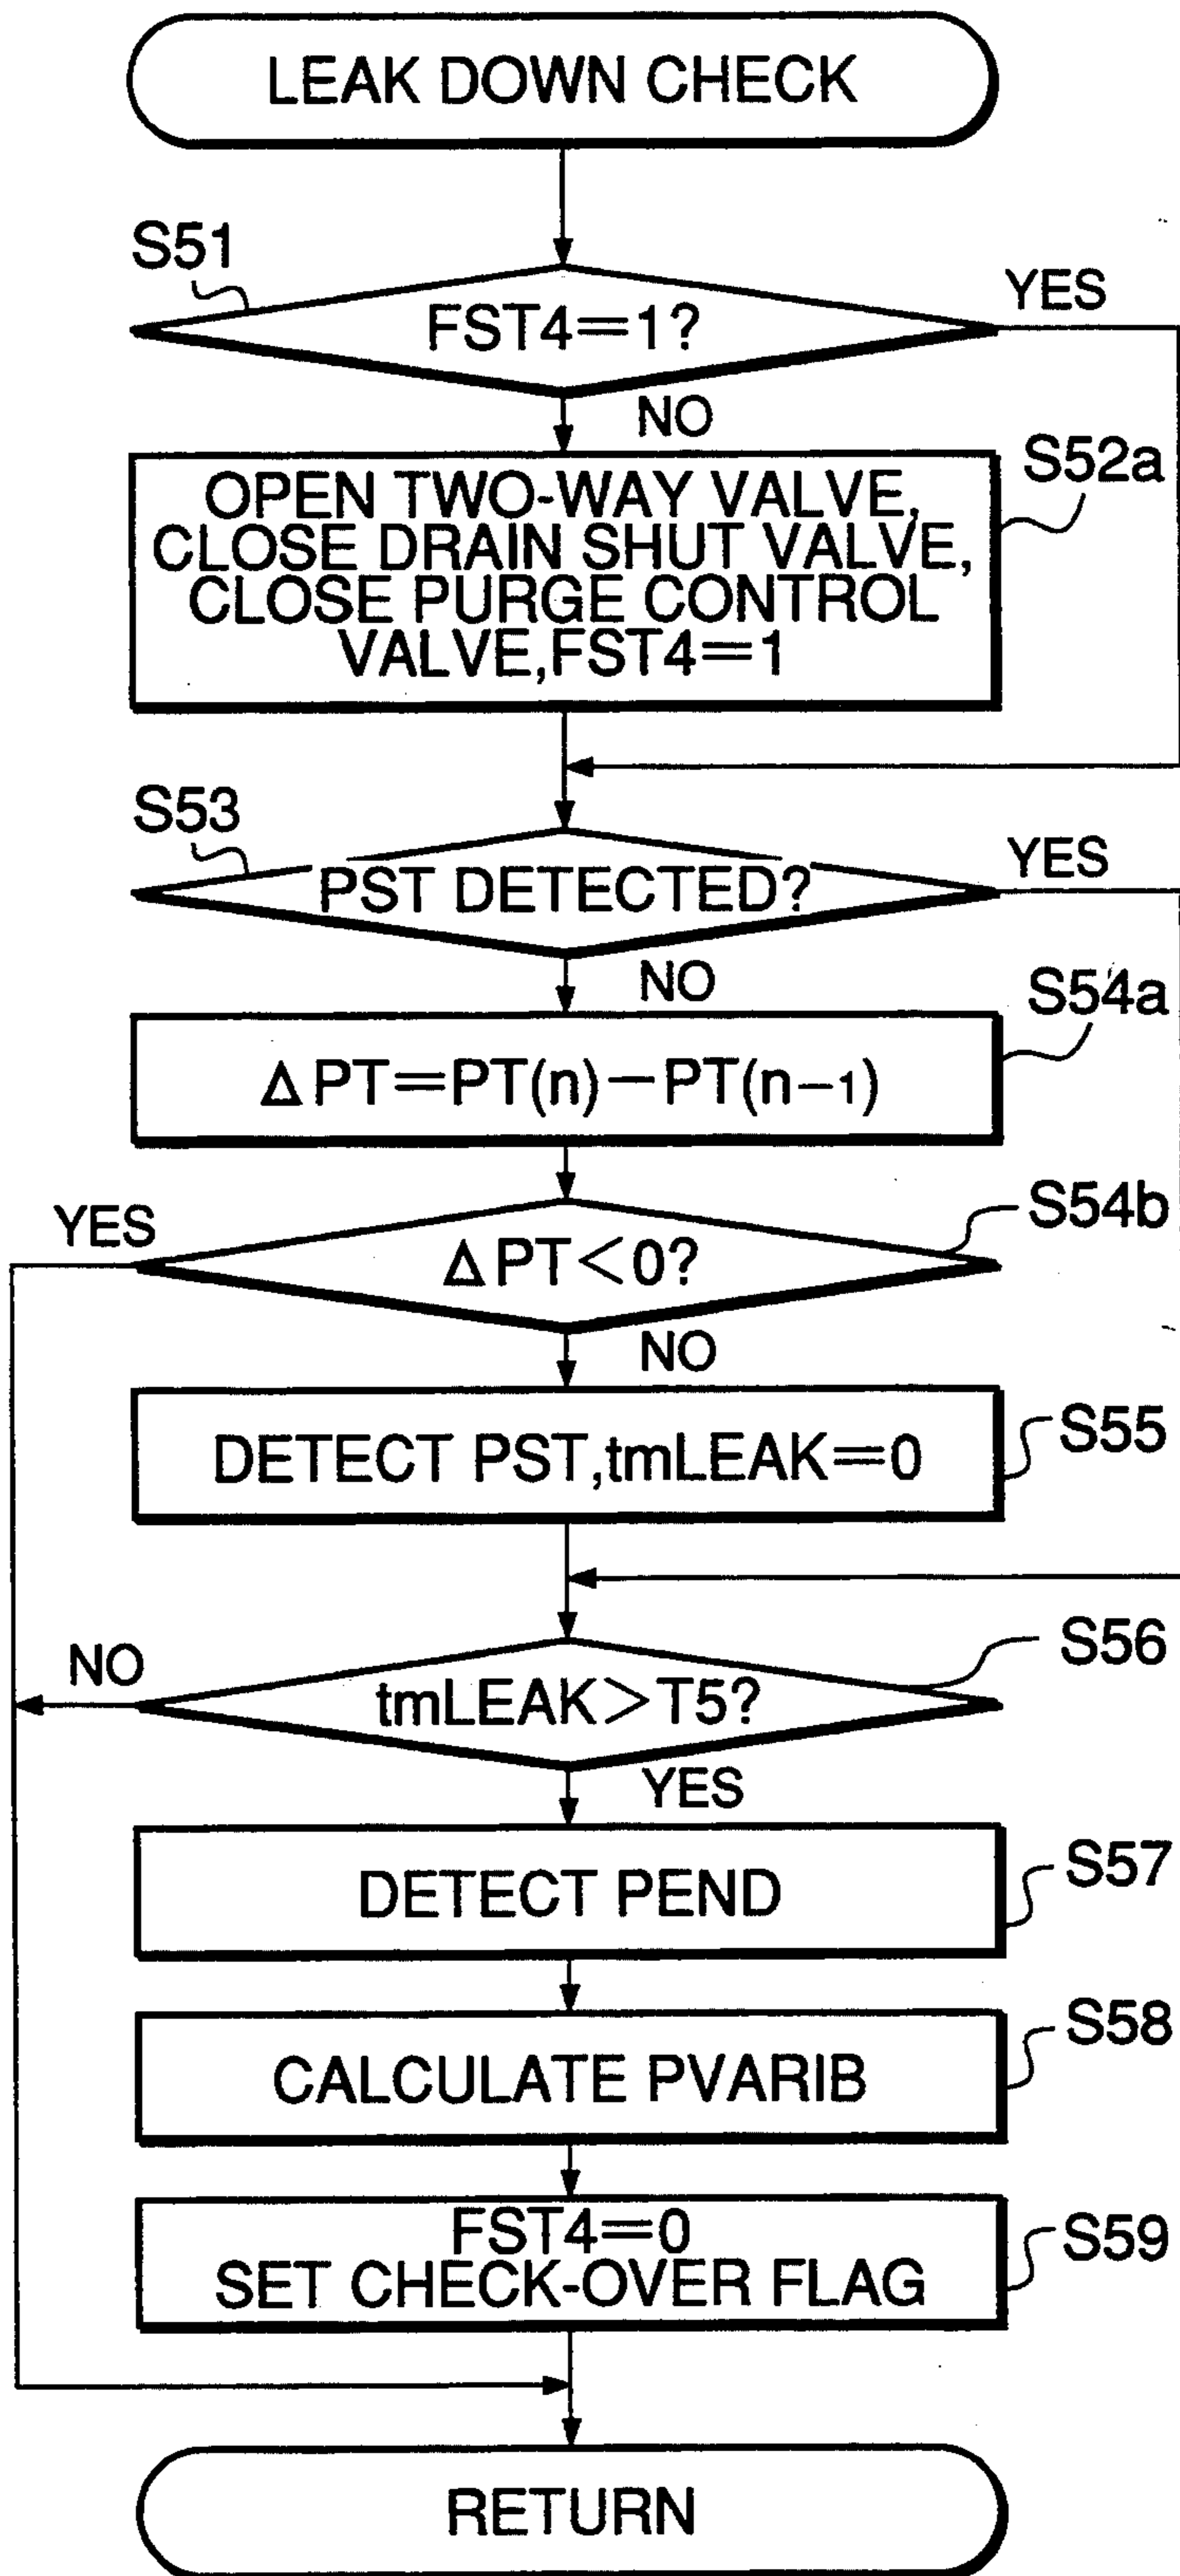 LEAK DOWN CHECK
S51
FST4=1?
YES
NO
S52a
OPEN TWO-WAY VALVE,
CLOSE DRAIN SHUT VALVE,
CLOSE PURGE CONTROL
VALVE,FST4=1
S53
PST DETECTED?
YES
NO
S54a
ΔPT=PT(n)-PT(n-1)
S54b
YES
ΔPT<0?
NO
S55
DETECT PST,tmLEAK=0
S56
NO
tmLEAK>T5?
YES
S57
DETECT PEND
S58
CALCULATE PVARIB
S59
FST4=0
SET CHECK-OVER FLAG
RETURN